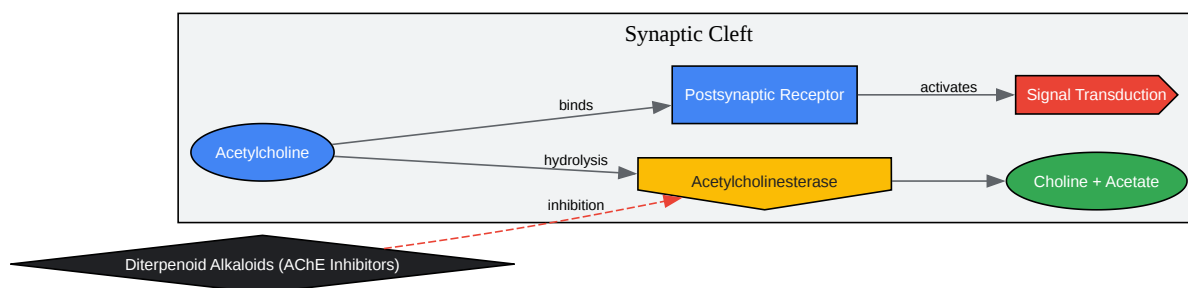 Synaptic Cleft
Postsynaptic Receptor
activates
Signal Transduction
binds
Acetylcholine
hydrolysis
Acetylcholinesterase
Choline + Acetate
inhibition
Diterpenoid Alkaloids (AChE Inhibitors)